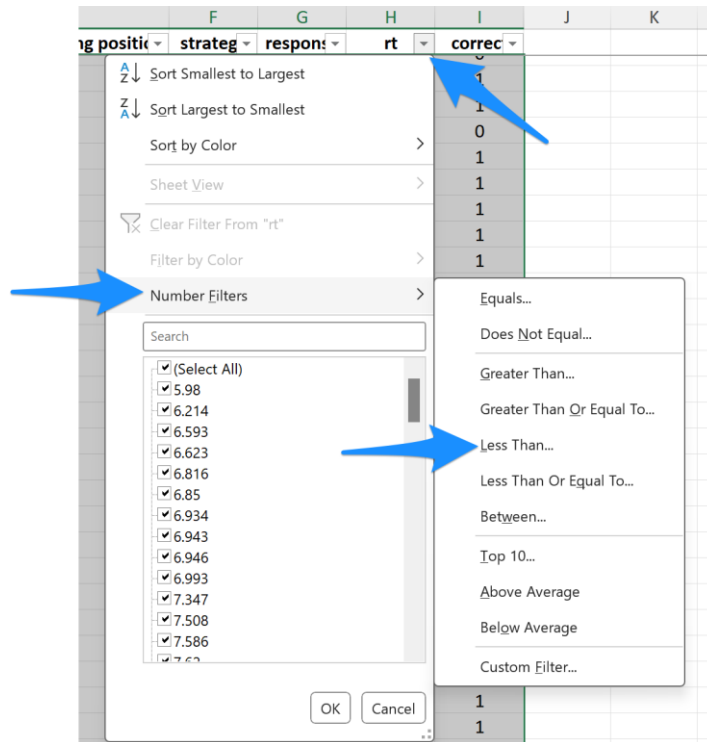 F G H I J K
ng positic strateg respons rt correc
Sort Smallest to Largest
Sort Largest to Smallest
Sort by Color
Sheet View
Clear Filter From "rt"
Filter by Color
Number Filters
Search
(Select All)
5.98
6.214
6.593
6.623
6.816
6.85
6.934
6.943
6.946
6.993
7.347
7.508
7.586
OK Cancel
Equals...
Does Not Equal...
Greater Than...
Greater Than Or Equal To...
Less Than...
Less Than Or Equal To...
Between...
Top 10...
Above Average
Below Average
Custom Filter...
1
1
0
1
1
1
1
1
1
1